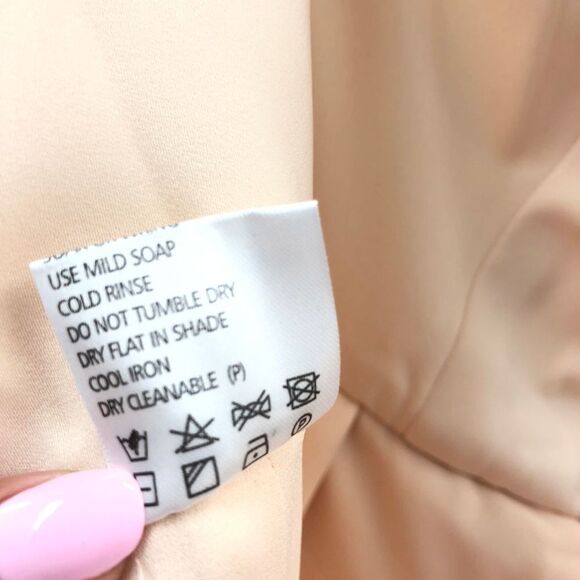 USE MILD SOAP
COLD RINSE
DO NOT TUMBLE DRY
DRY FLAT IN SHADE
COOL IRON
DRY CLEANABLE (P)
P